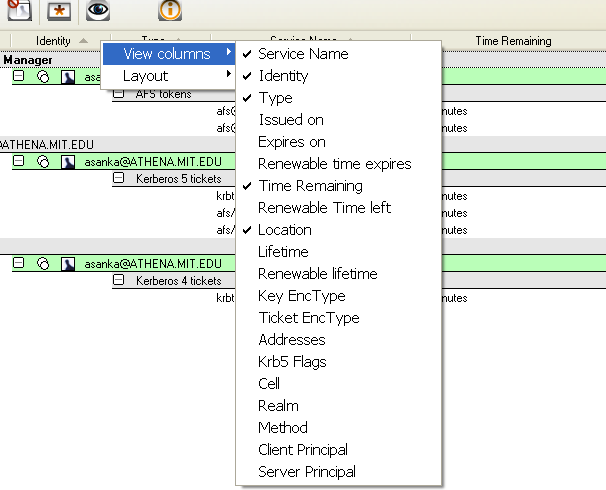 Identity Type Service Name Time Remaining
Manager
View columns
Layout
asa
AFS tokens
afs@ nutes
afs@ nutes
@ATHENA.MIT.EDU
asanka@ATHENA.MIT.EDU
Kerberos 5 tickets
krbt nutes
afs/ nutes
afs/ nutes
asanka@ATHENA.MIT.EDU
Kerberos 4 tickets
krbt nutes
Service Name
Identity
Type
Issued on
Expires on
Renewable time expires
Time Remaining
Renewable Time left
Location
Lifetime
Renewable lifetime
Key EncType
Ticket EncType
Addresses
Krb5 Flags
Cell
Realm
Method
Client Principal
Server Principal